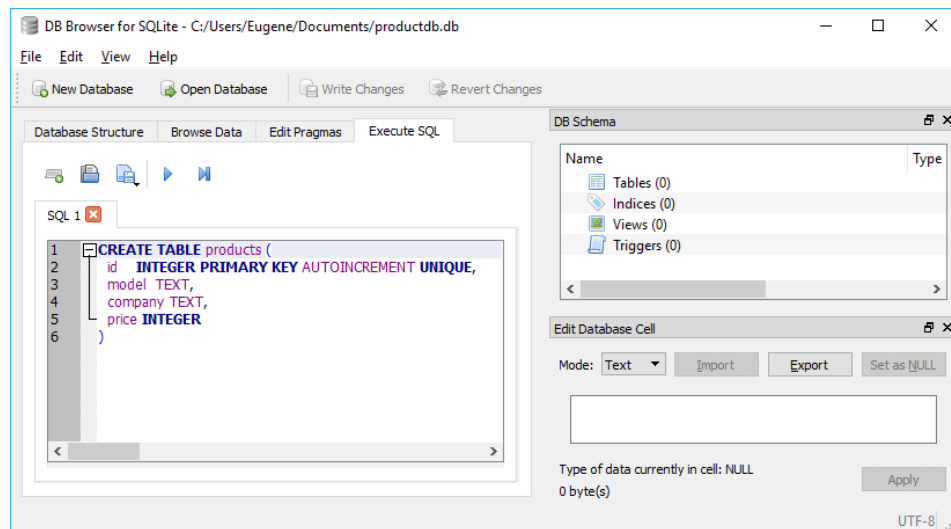 DB Browser for SQLite - C:/Users/Eugene/Documents/productdb.db
File Edit View Help
New Database Open Database Write Changes Revert Changes
Database Structure Browse Data Edit Pragmas Execute SQL
SQL 1
1 CREATE TABLE products (
2 id INTEGER PRIMARY KEY AUTOINCREMENT UNIQUE,
3 model TEXT,
4 company TEXT,
5 price INTEGER
6 )
DB Schema
Name Type
Tables (0)
Indices (0)
Views (0)
Triggers (0)
Edit Database Cell
Mode: Text Import Export Set as NULL
Type of data currently in cell: NULL
0 byte(s)
Apply
UTF-8